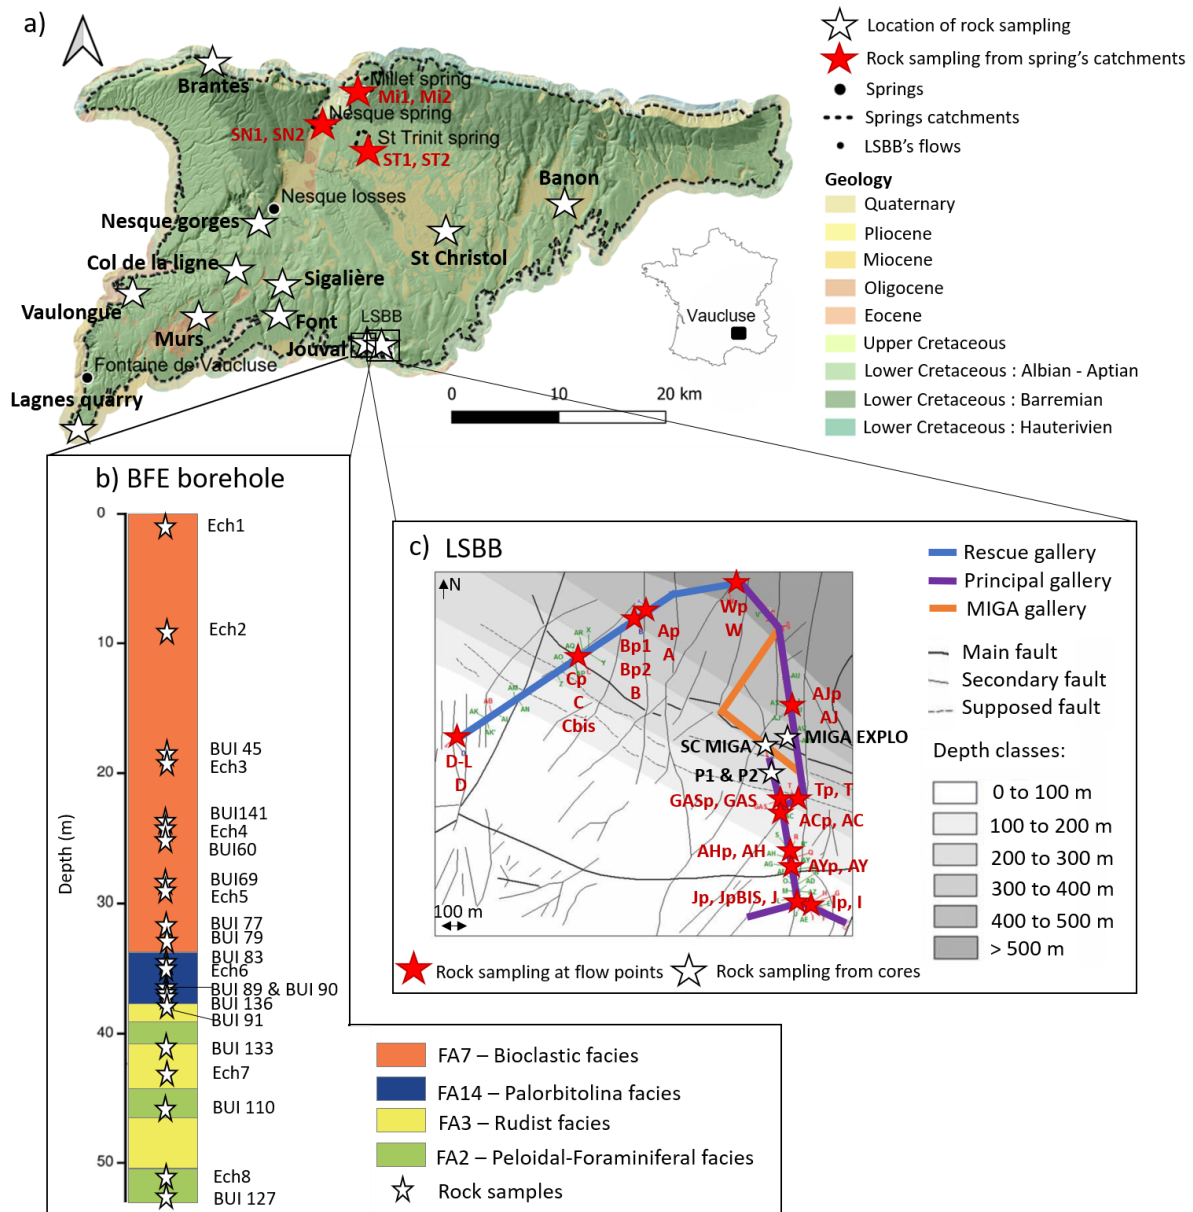 a)
Location of rock sampling
Rock sampling from spring's catchments
Springs
Springs catchments
LSBB's flows
Geology
Quaternary
Pliocene
Miocene
Oligocene
Eocene
Upper Cretaceous
Lower Cretaceous : Albian - Aptian
Lower Cretaceous : Barremian
Lower Cretaceous : Hauterivien
Brantes
Millet spring
Mi1, Mi2
Nesque spring
SN1, SN2
St Trinit spring
ST1, ST2
Banon
Nesque losses
Nesque gorges
St Christol
Col de la ligne
Sigalière
Vaulongue
Murs
Font
Jouval
LSBB
Fontaine de Vaucluse
Lagnes quarry
Vaucluse
0
10
20 km
b) BFE borehole
Depth (m)
0
10
20
30
40
50
Ech1
Ech2
BUI 45
Ech3
BUI141
Ech4
BUI60
BUI69
Ech5
BUI 77
BUI 79
BUI 83
Ech6
BUI 89 & BUI 90
BUI 136
BUI 91
BUI 133
Ech7
BUI 110
Ech8
BUI 127
FA7 – Bioclastic facies
FA14 – Palorbitolina facies
FA3 – Rudist facies
FA2 – Peloidal-Foraminiferal facies
Rock samples
c) LSBB
N
Wp
W
Ap
A
Bp1
Bp2
B
Cp
C
Cbis
D-L
D
AJp
AJ
MIGA EXPLO
SC MIGA
P1 & P2
Tp, T
GASp, GAS
ACp, AC
AHp, AH
AYp, AY
Jp, JpBIS, J
Ip, I
AR
X
AQ
AO
Y
Z
AM
AB
AK
AL
AN
AK'
AU
100 m
Rock sampling at flow points
Rock sampling from cores
Rescue gallery
Principal gallery
MIGA gallery
Main fault
Secondary fault
Supposed fault
Depth classes:
0 to 100 m
100 to 200 m
200 to 300 m
300 to 400 m
400 to 500 m
> 500 m